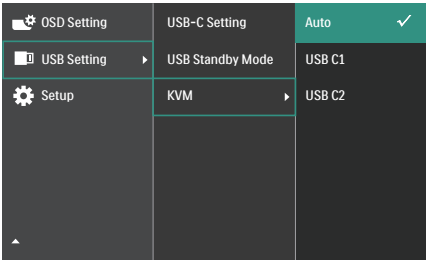 OSD Setting
USB Setting
Setup
USB-C Setting
USB Standby Mode
KVM
Auto
USB C1
USB C2